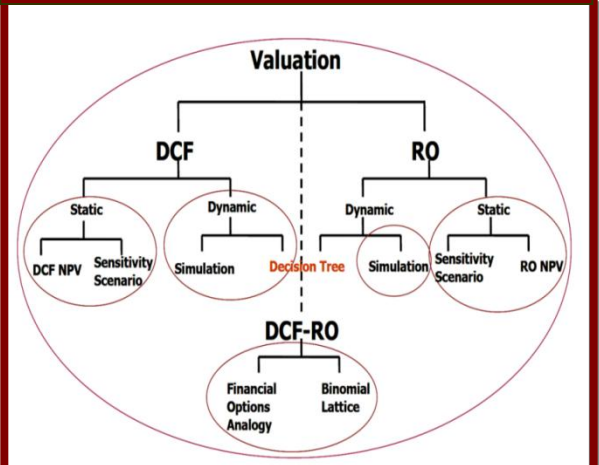 Valuation
DCF
RO
Static
Dynamic
Dynamic
Static
DCF NPV
Sensitivity
Scenario
Simulation
Decision Tree
Simulation
Sensitivity
Scenario
RO NPV
DCF-RO
Financial
Options
Analogy
Binomial
Lattice